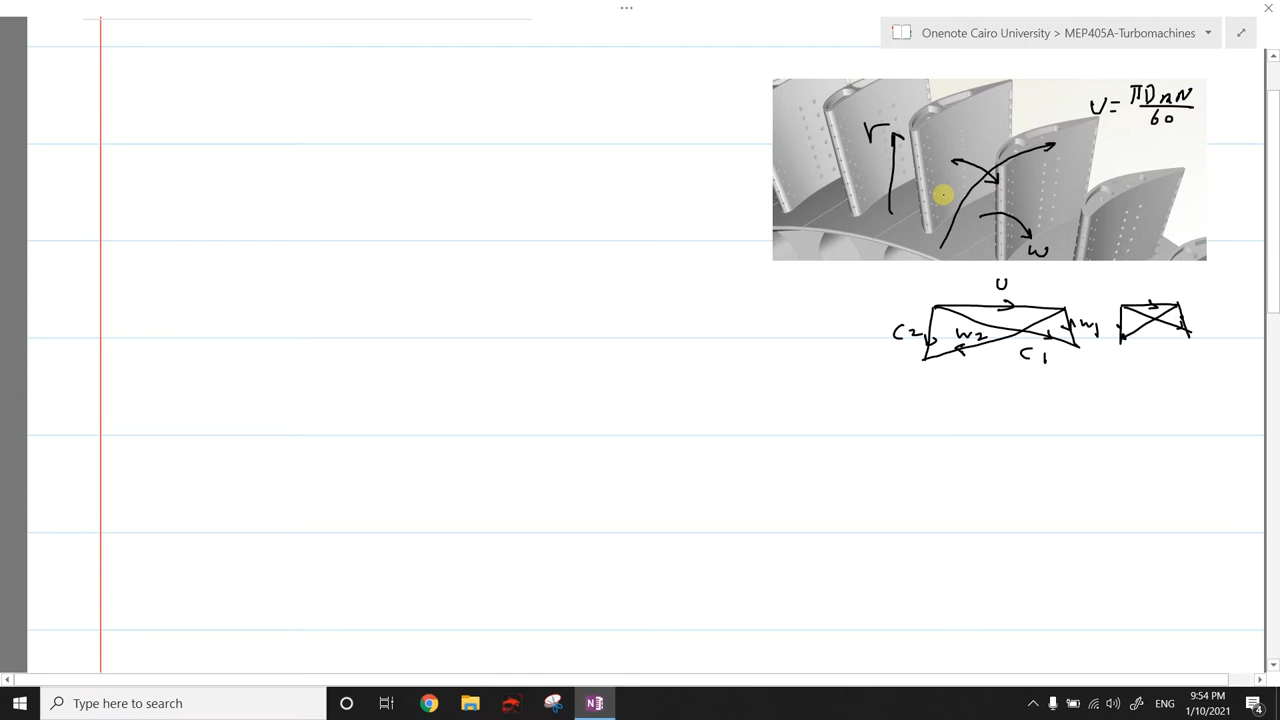 Onenote Cairo University > MEP405A-Turbomachines
U = πDmN
60
r
W
U
C2
W2
C1
W1
Type here to search
ENG
9:54 PM
1/10/2021
4